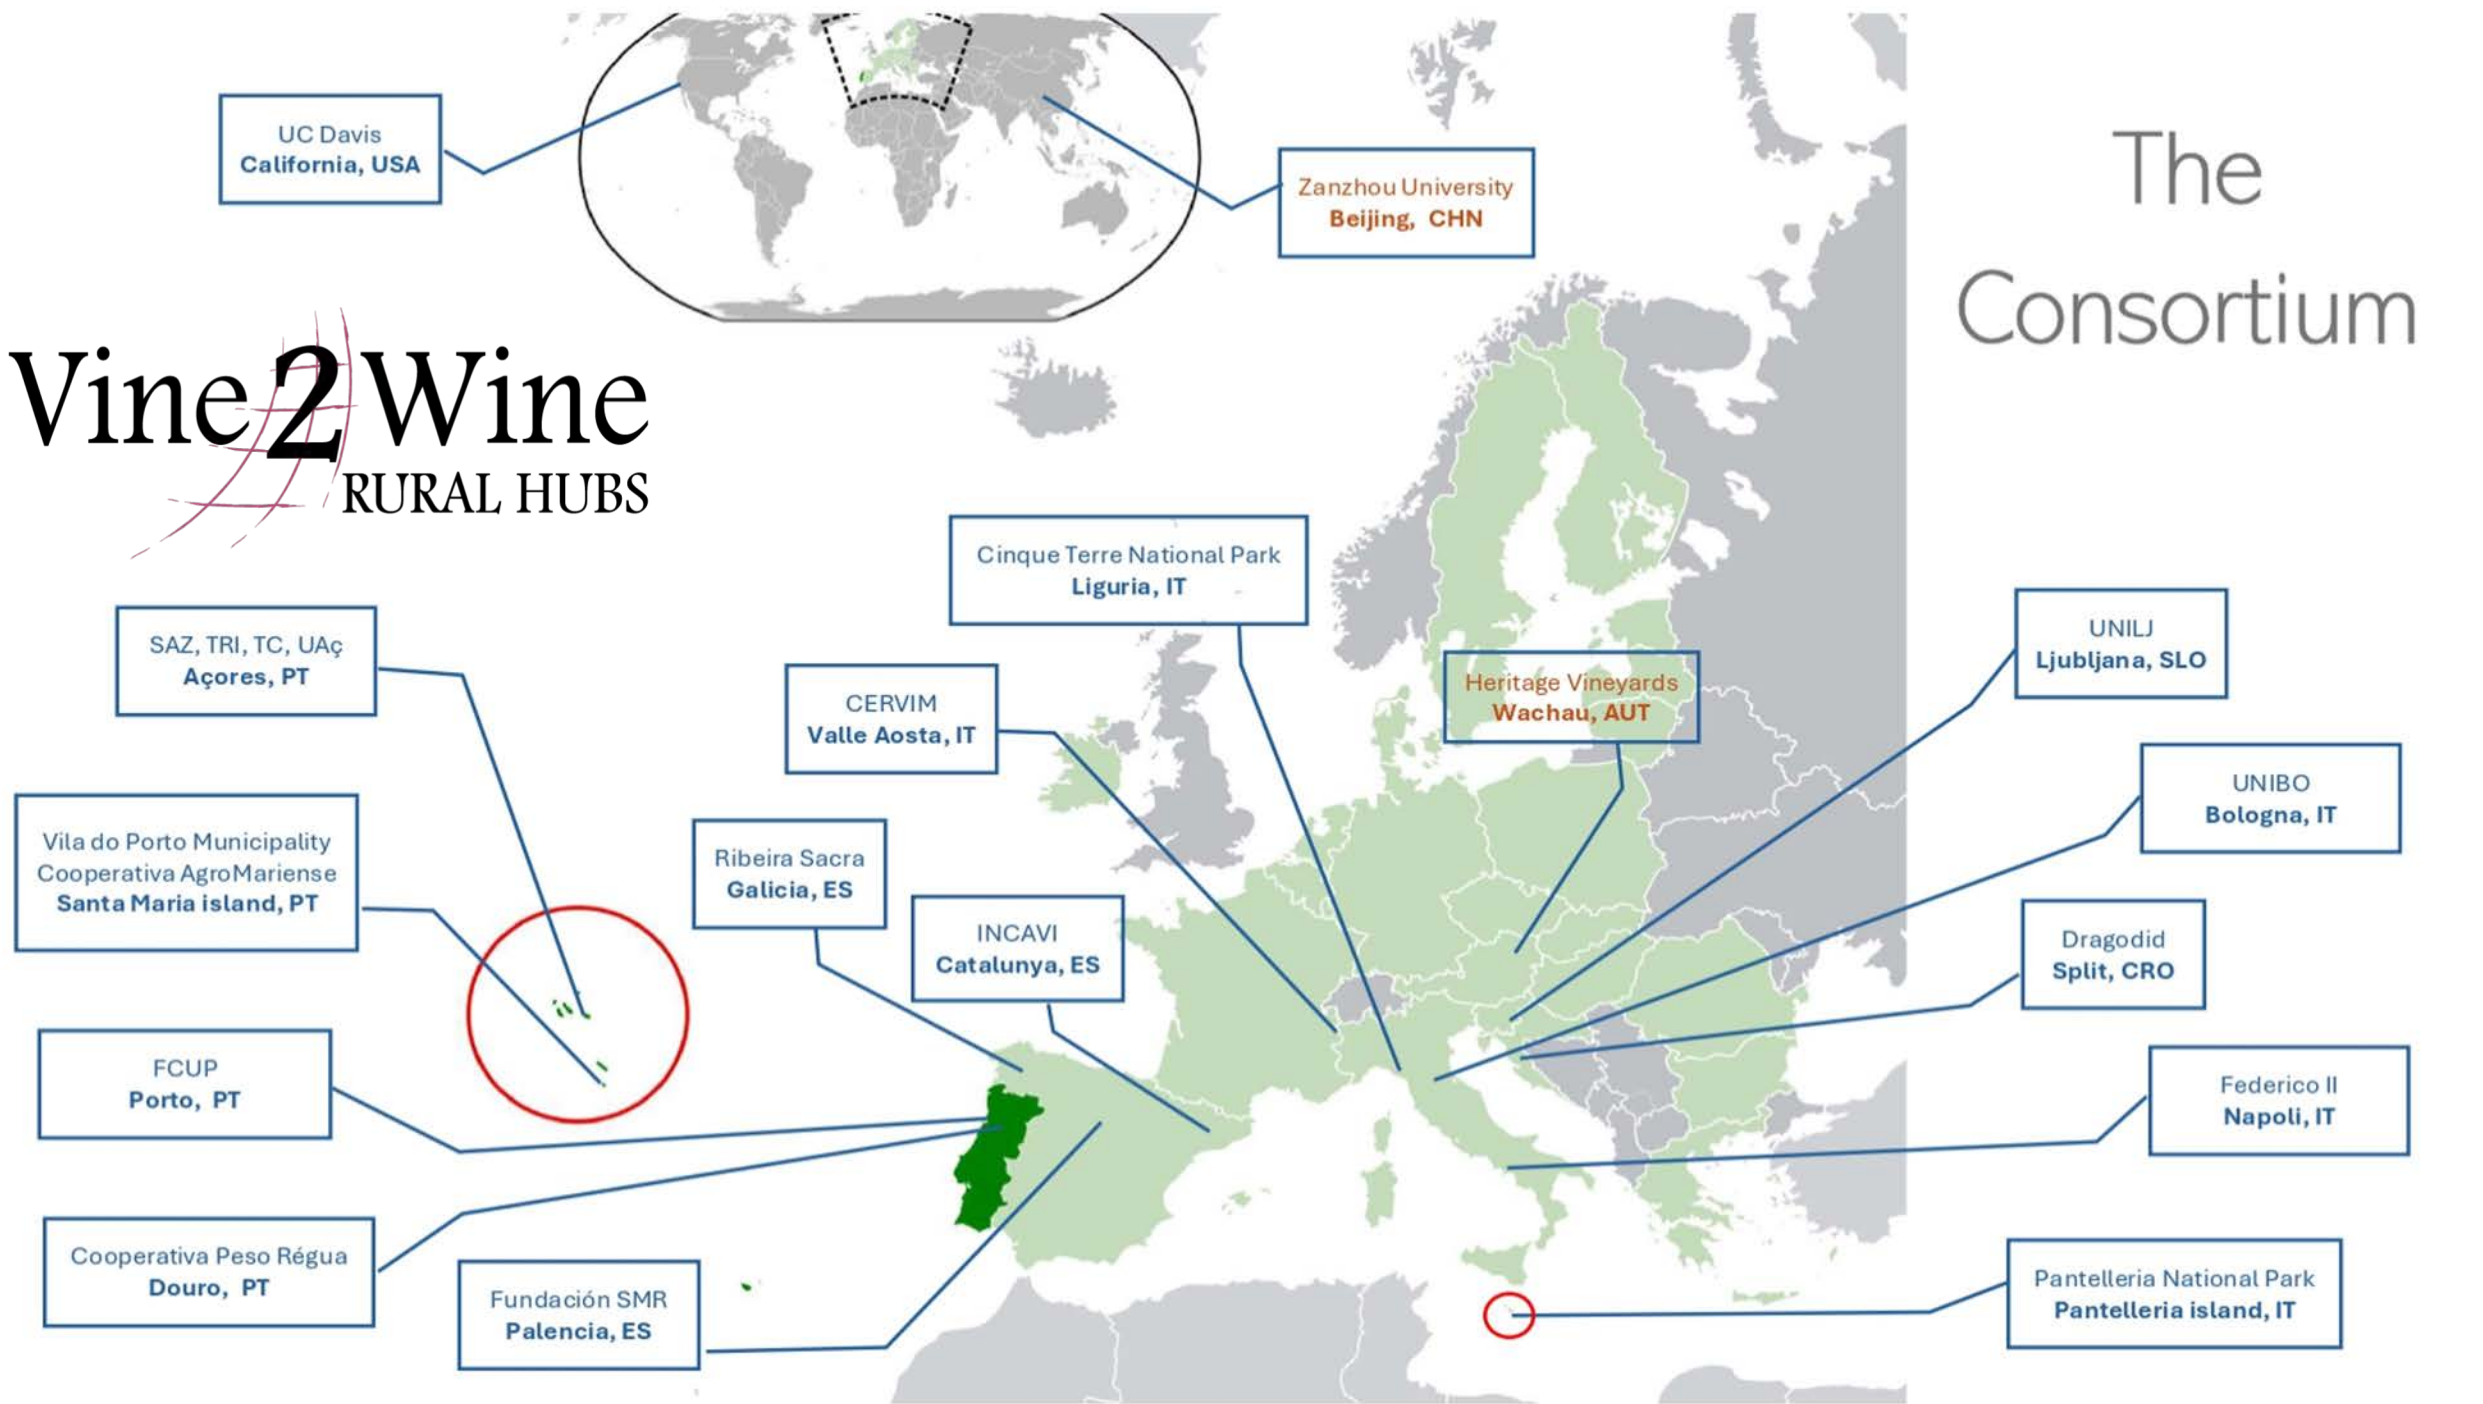 The
Consortium
UC Davis
California, USA
Zanzhou University
Beijing, CHN
Vine2Wine
RURAL HUBS
Cinque Terre National Park
Liguria, IT
SAZ, TRI, TC, UAç
Açores, PT
CERVIM
Valle Aosta, IT
Heritage Vineyards
Wachau, AUT
UNILJ
Ljubljana, SLO
UNIBO
Bologna, IT
Vila do Porto Municipality
Cooperativa AgroMariense
Santa Maria island, PT
Ribeira Sacra
Galicia, ES
INCAVI
Catalunya, ES
Dragodid
Split, CRO
FCUP
Porto, PT
Federico II
Napoli, IT
Cooperativa Peso Régua
Douro, PT
Fundación SMR
Palencia, ES
Pantelleria National Park
Pantelleria island, IT